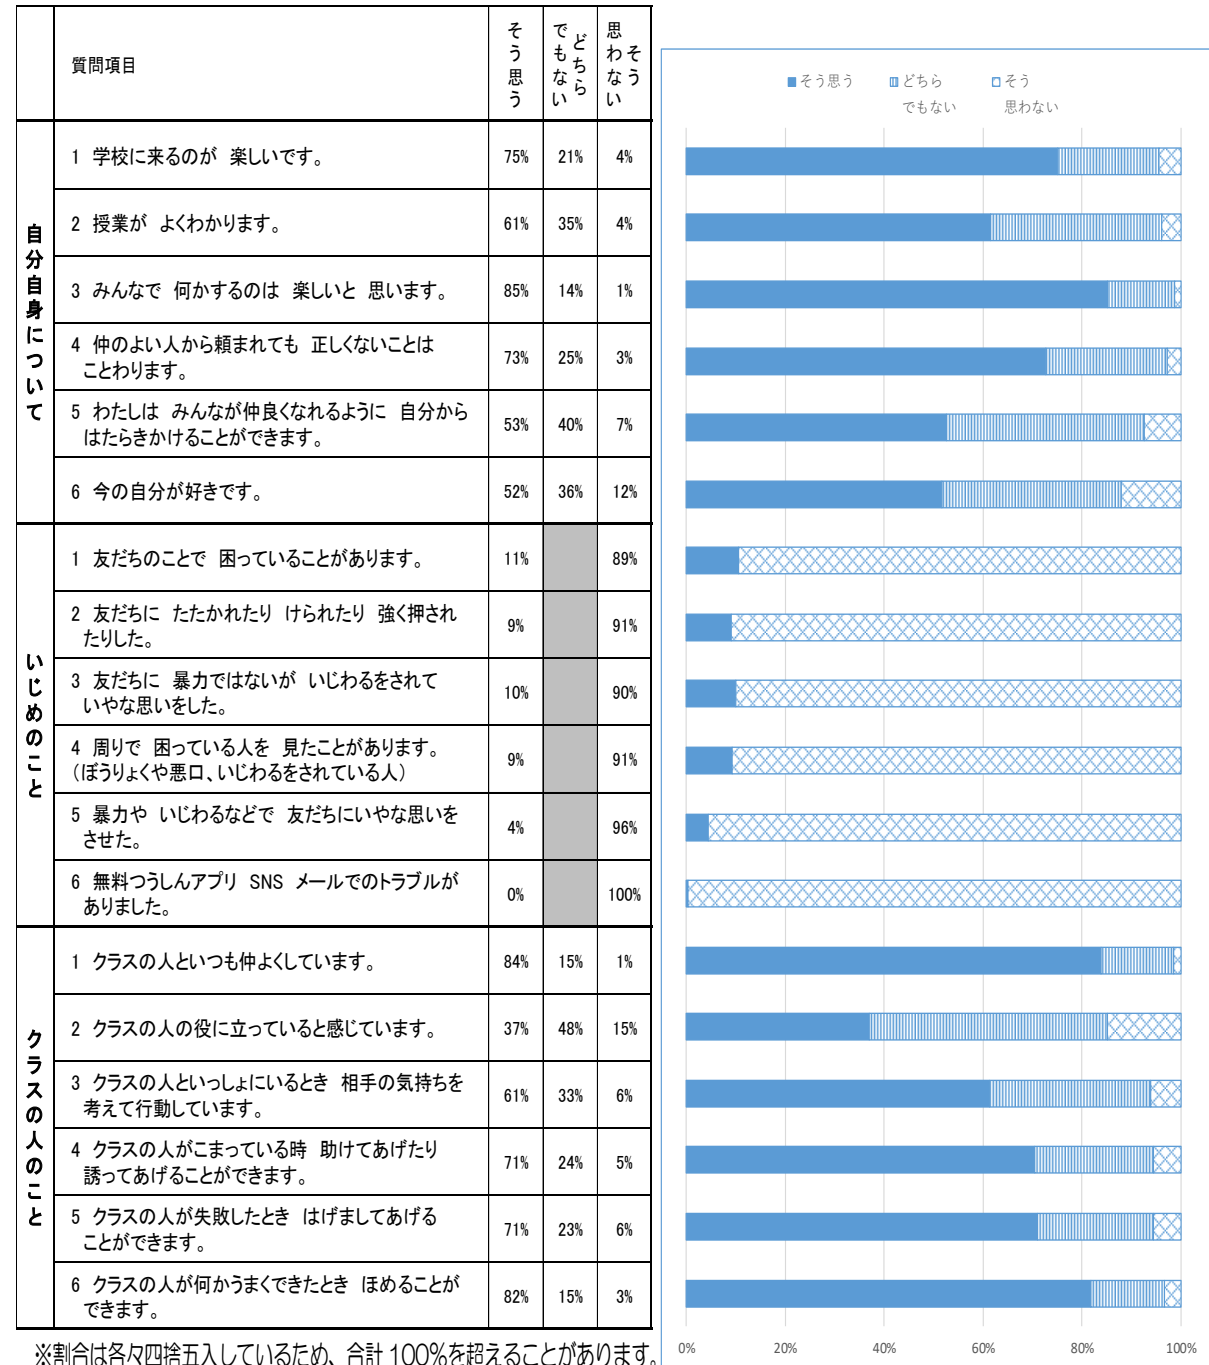 質問項目
そう思う
どちらでもない
そう思わない
自分自身について
1 学校に来るのが 楽しいです。
75% 21% 4%
2 授業が よくわかります。
61% 35% 4%
3 みんなで 何かするのは 楽しいと 思います。
85% 14% 1%
4 仲のよい人から頼まれても 正しくないことは
ことわります。
73% 25% 3%
5 わたしは みんなが仲良くなれるように 自分から
はたらきかけることができます。
53% 40% 7%
6 今の自分が好きです。
52% 36% 12%
いじめのこと
1 友だちのことで 困っていることがあります。
11% 89%
2 友だちに たたかれたり けられたり 強く押され
たりした。
9% 91%
3 友だちに 暴力ではないが いじわるをされて
いやな思いをした。
10% 90%
4 周りで 困っている人を 見たことがあります。
(ぼうりょくや悪口、いじわるをされている人)
9% 91%
5 暴力や いじわるなどで 友だちにいやな思いを
させた。
4% 96%
6 無料つうしんアプリ SNS メールでのトラブルが
ありました。
0% 100%
クラスの人のこと
1 クラスの人といつも仲よくしています。
84% 15% 1%
2 クラスの人の役に立っていると感じています。
37% 48% 15%
3 クラスの人といっしょにいるとき 相手の気持ちを
考えて行動しています。
61% 33% 6%
4 クラスの人がこまっている時 助けてあげたり
誘ってあげることができます。
71% 24% 5%
5 クラスの人が失敗したとき はげましてあげる
ことができます。
71% 23% 6%
6 クラスの人が何かうまくできたとき ほめることが
できます。
82% 15% 3%
※割合は各々四捨五入しているため、合計100%を超えることがあります。
そう思う
どちら
でもない
そう
思わない
0% 20% 40% 60% 80% 100%